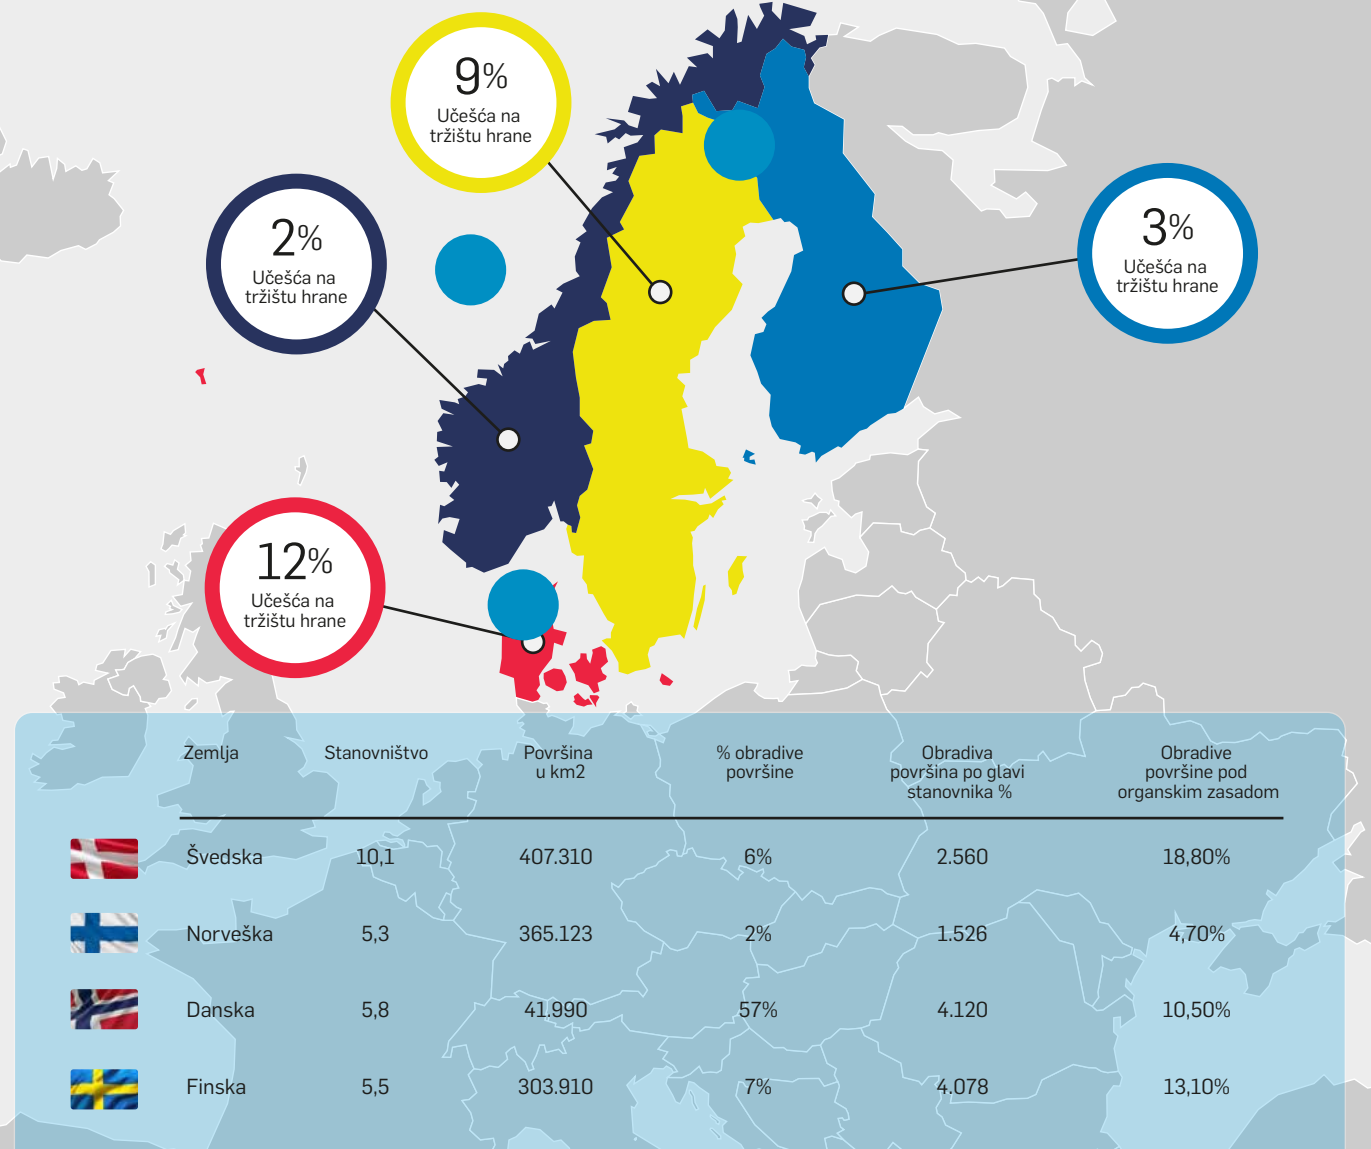 9%
Učešća na
tržištu hrane
2%
Učešća na
tržištu hrane
3%
Učešća na
tržištu hrane
12%
Učešća na
tržištu hrane
Zemlja Stanovništvo Površina u km2 % obradive površine Obradiva površina po glavi stanovnika % Obradive površine pod organskim zasadom
Švedska 10,1 407.310 6% 2.560 18,80%
Norveška 5,3 365.123 2% 1.526 4,70%
Danska 5,8 41.990 57% 4.120 10,50%
Finska 5,5 303.910 7% 4.078 13,10%